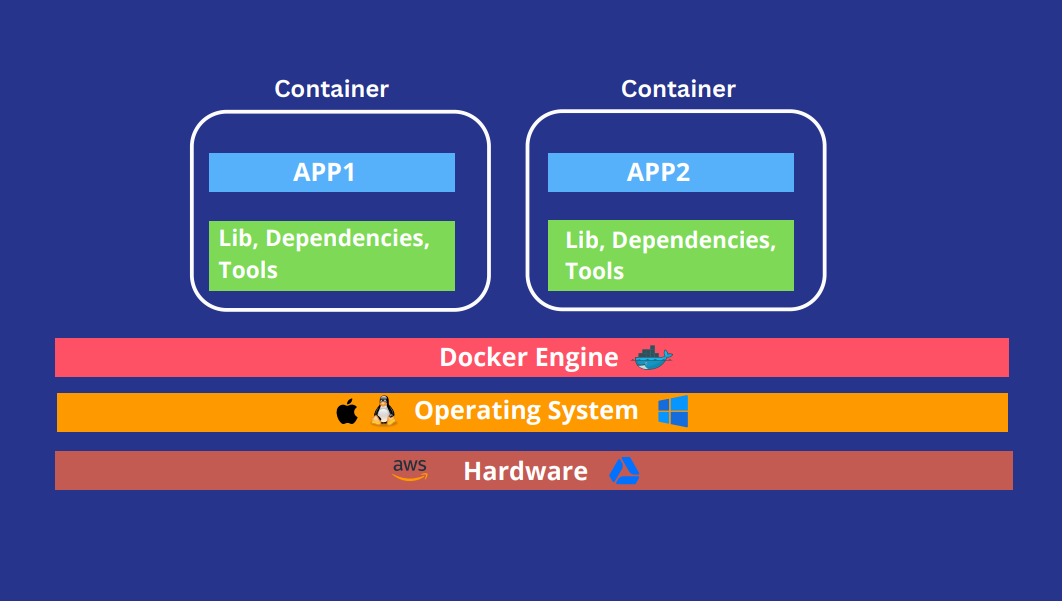 Container
Container
APP1
APP2
Lib, Dependencies,
Tools
Lib, Dependencies,
Tools
Docker Engine
Operating System
aws
Hardware